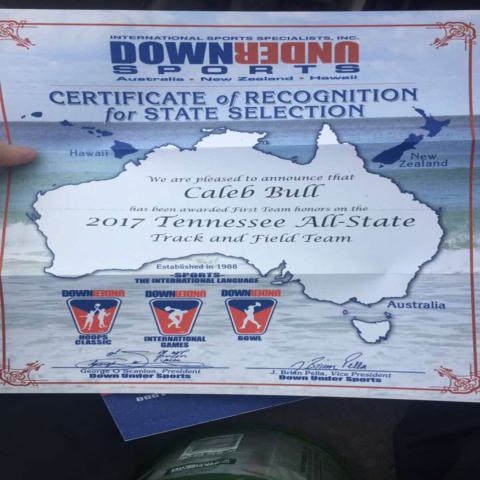 INTERNATIONAL SPORTS SPECIALISTS, INC.
DOWN UNDER
SPORTS
Australia • New Zealand • Hawaii
CERTIFICATE of RECOGNITION
for STATE SELECTION
Hawaii
New
Zealand
We are pleased to announce that
Caleb Bull
has been awarded First Team honors on the
2017 Tennessee All-State
Track and Field Team
Established in 1988
-SPORTS-
THE INTERNATIONAL LANGUAGE
Australia
DOWN UNDER
HOOPS
CLASSIC
DOWN UNDER
INTERNATIONAL
GAMES
DOWN UNDER
BOWL
George O'Scanlon, President
Down Under Sports
J. Brian Pella
J. Brian Pella, Vice President
Down Under Sports